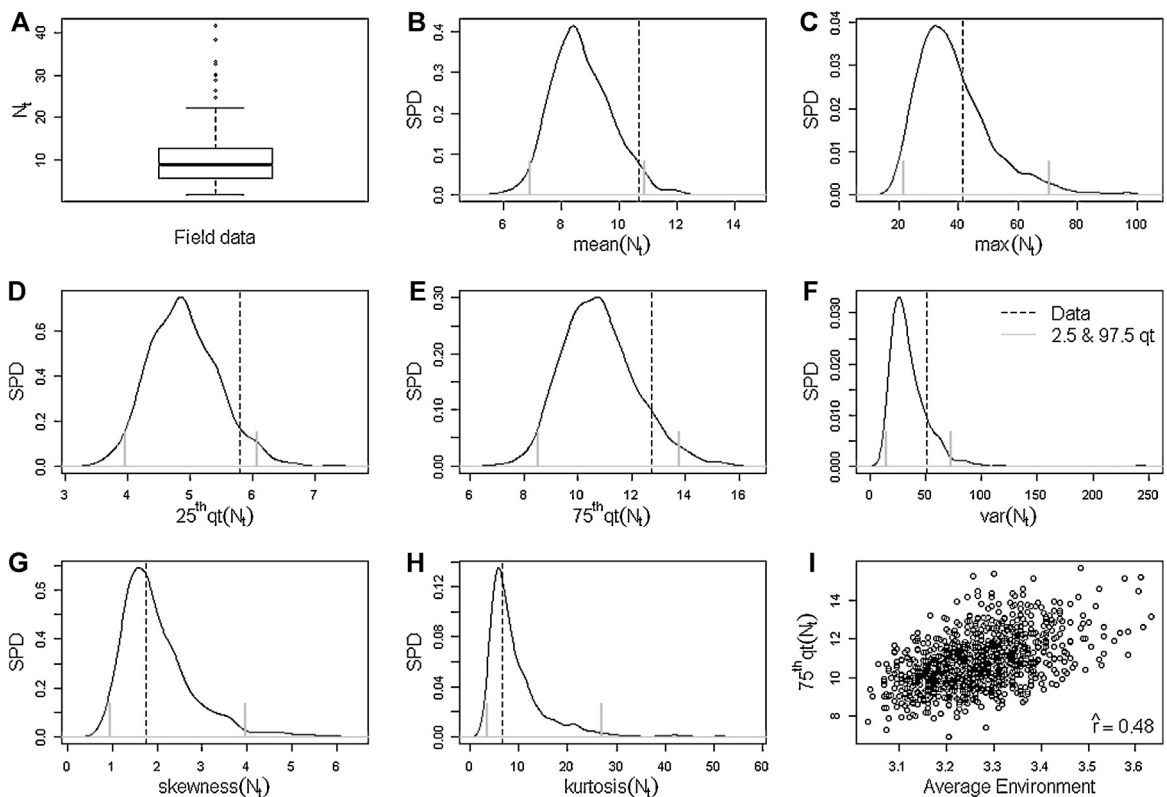 A
40
30
20
10
N_t
Field data
B
0.4
0.3
0.2
0.1
0.0
SPD
6 8 10 12 14
mean(N_t)
C
0.04
0.03
0.02
0.01
0.00
SPD
20 40 60 80 100
max(N_t)
D
0.6
0.4
0.2
0.0
SPD
3 4 5 6 7
25^th qt(N_t)
E
0.30
0.20
0.10
0.00
SPD
6 8 10 12 14 16
75^th qt(N_t)
F
0.030
0.020
0.010
0.000
SPD
Data
2.5 & 97.5 qt
0 50 100 150 200 250
var(N_t)
G
0.6
0.4
0.2
0.0
SPD
0 1 2 3 4 5 6
skewness(N_t)
H
0.12
0.08
0.04
0.00
SPD
0 10 20 30 40 50 60
kurtosis(N_t)
I
14
12
10
8
75^th qt(N_t)
r̂ = 0.48
3.1 3.2 3.3 3.4 3.5 3.6
Average Environment